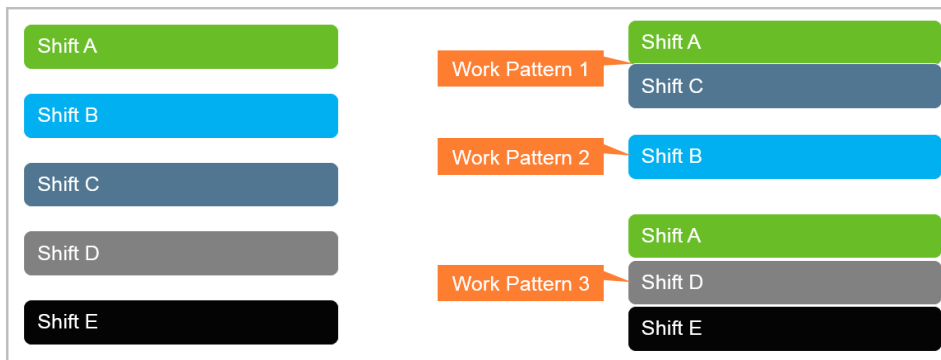 Shift A
Shift B
Shift C
Shift D
Shift E
Work Pattern 1
Shift A
Shift C
Work Pattern 2
Shift B
Work Pattern 3
Shift A
Shift D
Shift E